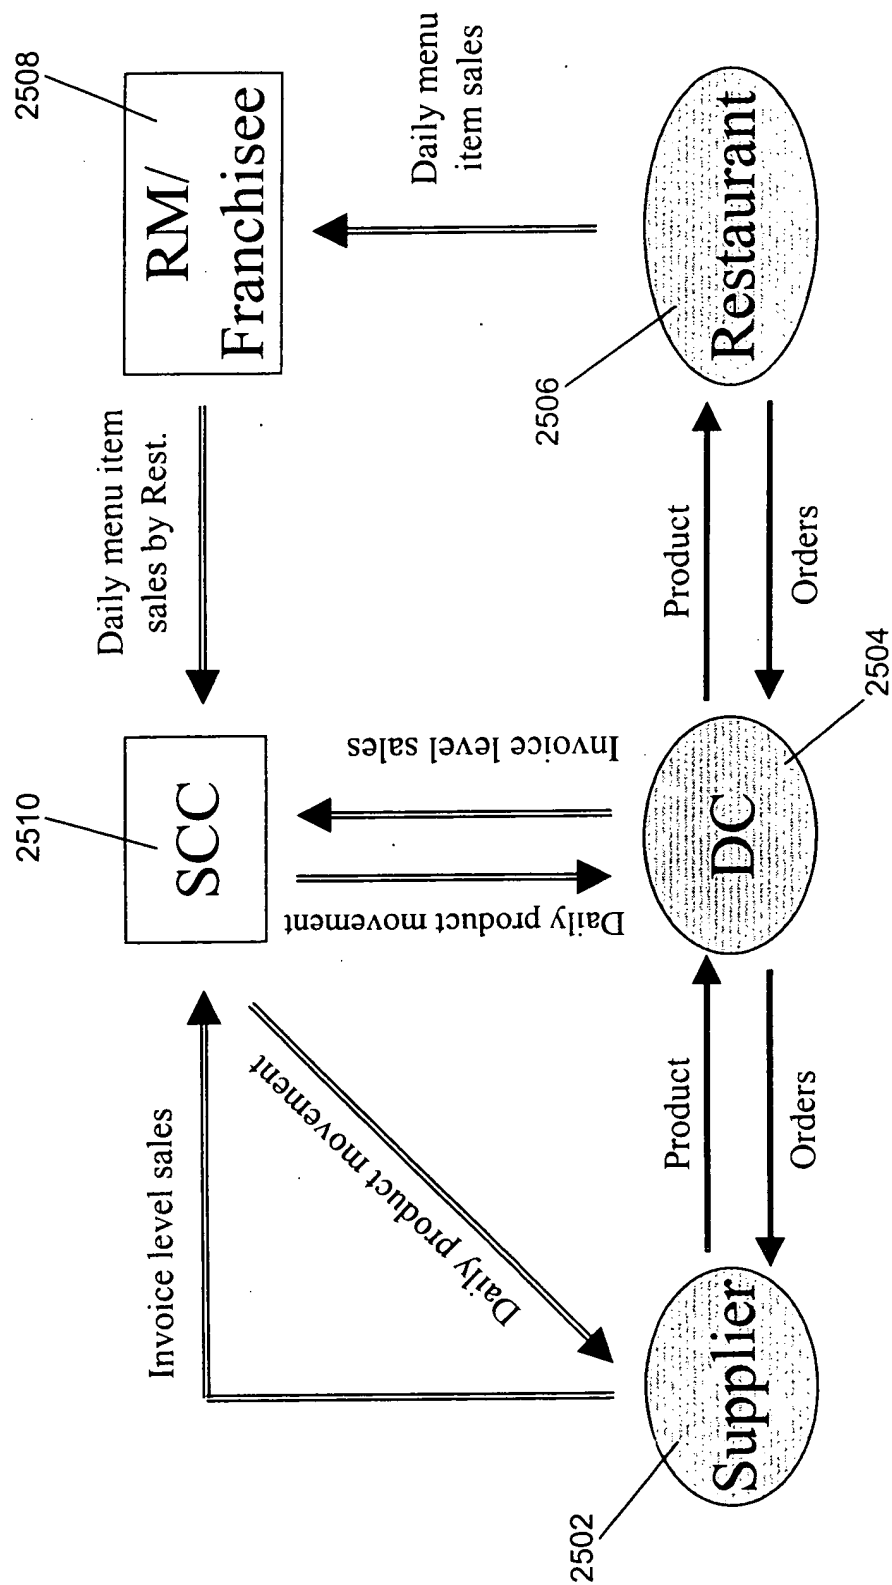 2510
2508
SCC
RM/
Franchisee
Daily menu item
sales by Rest.
Invoice level sales
Daily product movement
Daily product movement
Invoice level sales
Daily menu
item sales
2506
2502
Supplier
Product
Orders
DC
2504
Product
Orders
Restaurant